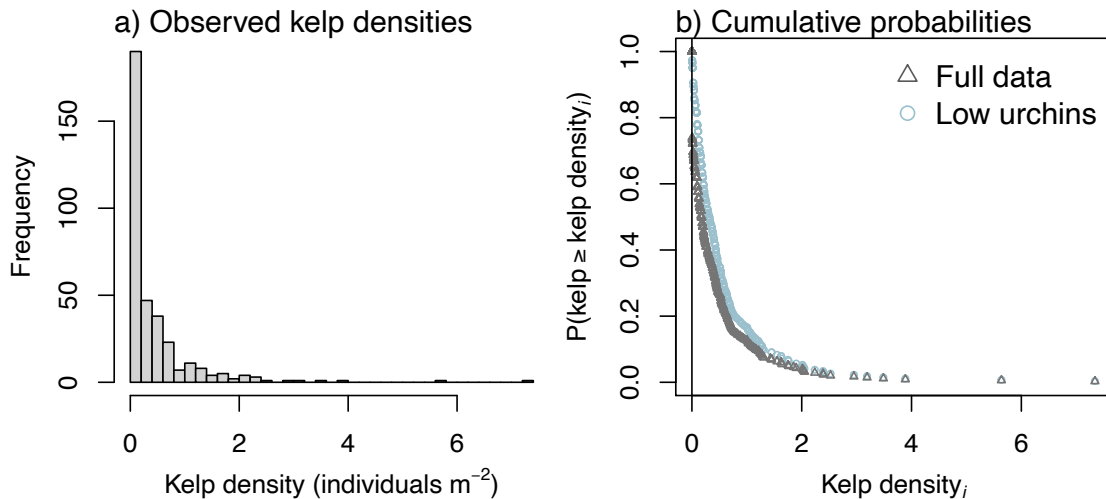 a) Observed kelp densities
Frequency
0 50 150
0 2 4 6
Kelp density (individuals m⁻²)
b) Cumulative probabilities
P(kelp ≥ kelp densityᵢ)
0.0 0.2 0.4 0.6 0.8 1.0
Full data
Low urchins
0 2 4 6
Kelp densityᵢ